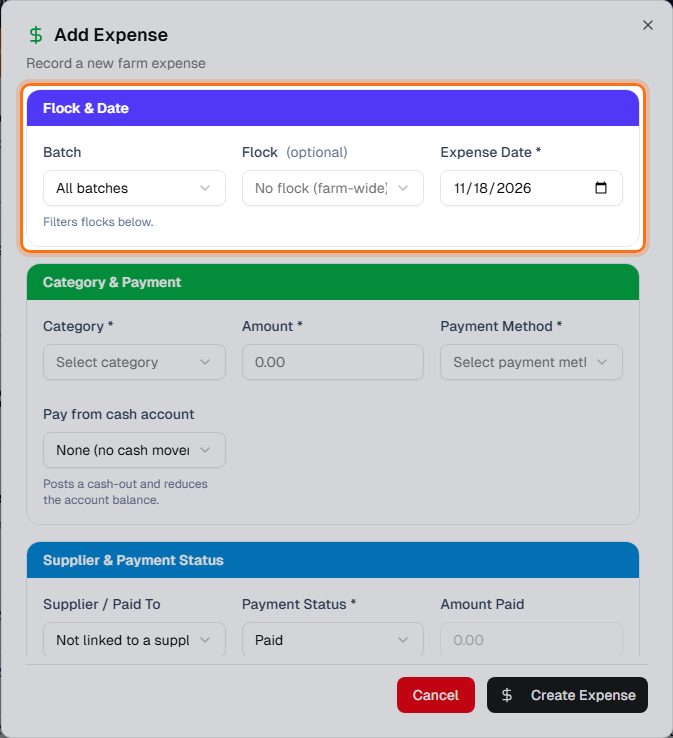 Add Expense
Record a new farm expense
Flock & Date
Batch
Flock (optional)
Expense Date *
All batches
No flock (farm-wide)
11/18/2026
Filters flocks below.
Category & Payment
Category *
Amount *
Payment Method *
Select category
0.00
Select payment meth
Pay from cash account
None (no cash mover
Posts a cash-out and reduces
the account balance.
Supplier & Payment Status
Supplier / Paid To
Payment Status *
Amount Paid
Not linked to a suppl
Paid
0.00
Cancel
$ Create Expense